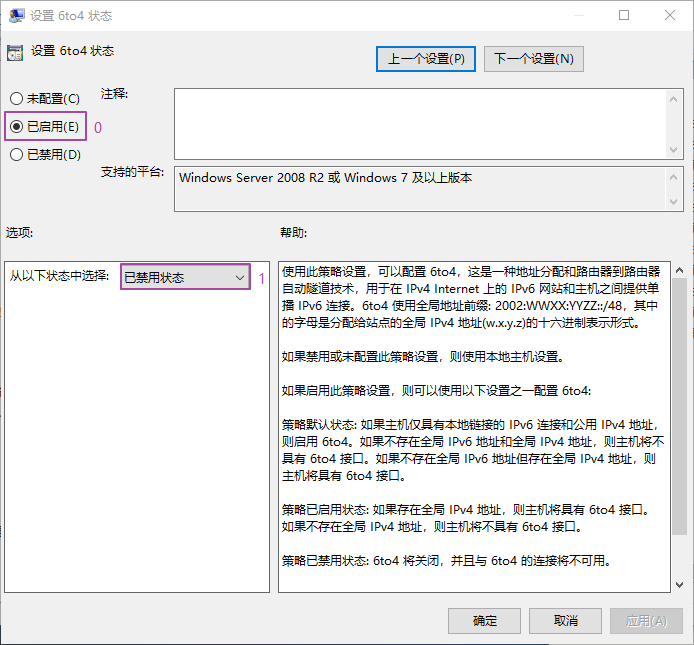 设置 6to4 状态
设置 6to4 状态
上一个设置(P)
下一个设置(N)
未配置(C)
注释:
已启用(E)
0
已禁用(D)
支持的平台:
Windows Server 2008 R2 或 Windows 7 及以上版本
选项:
帮助:
从以下状态中选择:
已禁用状态
1
使用此策略设置，可以配置 6to4，这是一种地址分配和路由器到路由器
自动隧道技术，用于在 IPv4 Internet 上的 IPv6 网站和主机之间提供单
播 IPv6 连接。6to4 使用全局地址前缀: 2002:WWXX:YYZZ::/48，其中
的字母是分配给站点的全局 IPv4 地址(w.x.y.z)的十六进制表示形式。
如果禁用或未配置此策略设置，则使用本地主机设置。
如果启用此策略设置，则可以使用以下设置之一配置 6to4:
策略默认状态: 如果主机仅具有本地链接的 IPv6 连接和公用 IPv4 地址，
则启用 6to4。如果不存在全局 IPv6 地址和全局 IPv4 地址，则主机将不
具有 6to4 接口。如果不存在全局 IPv6 地址但存在全局 IPv4 地址，则
主机将具有 6to4 接口。
策略已启用状态: 如果存在全局 IPv4 地址，则主机将具有 6to4 接口。
如果不存在全局 IPv4 地址，则主机将不具有 6to4 接口。
策略已禁用状态: 6to4 将关闭，并且与 6to4 的连接将不可用。
确定
取消
应用(A)